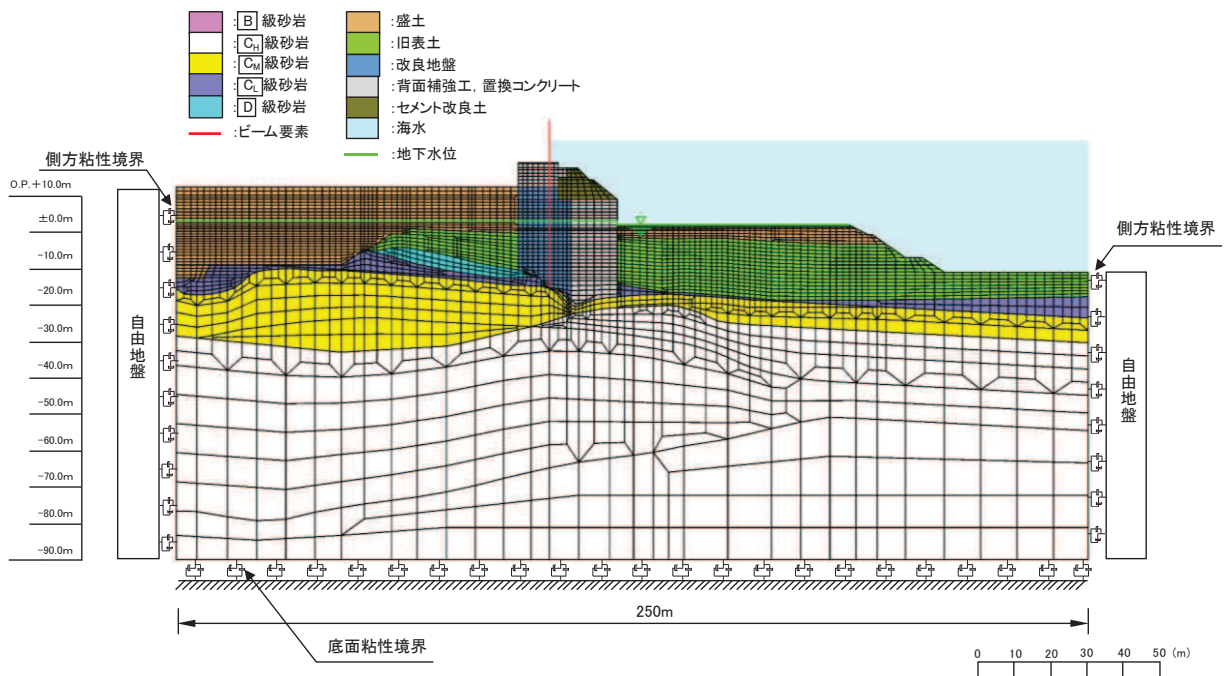 :B 級砂岩
:CH 級砂岩
:CM 級砂岩
:CL 級砂岩
:D 級砂岩
:ビーム要素
:盛土
:旧表土
:改良地盤
:背面補強工, 置換コンクリート
:セメント改良土
:海水
:地下水位
側方粘性境界
O.P.+10.0m
±0.0m
-10.0m
-20.0m
-30.0m
-40.0m
-50.0m
-60.0m
-70.0m
-80.0m
-90.0m
自由地盤
側方粘性境界
自由地盤
250m
底面粘性境界
0 10 20 30 40 50 (m)